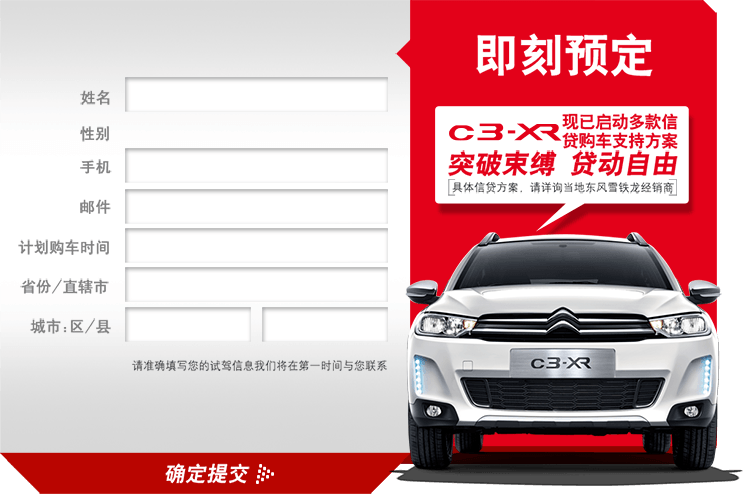 姓名
性别
手机
邮件
计划购车时间
省份/直辖市
城市:区/县
请准确填写您的试驾信息我们将在第一时间与您联系
确定提交
即刻预定
C3-XR 现已启动多款信
贷购车支持方案
突破束缚 贷动自由
具体信贷方案，请详询当地东风雪铁龙经销商
C3-XR